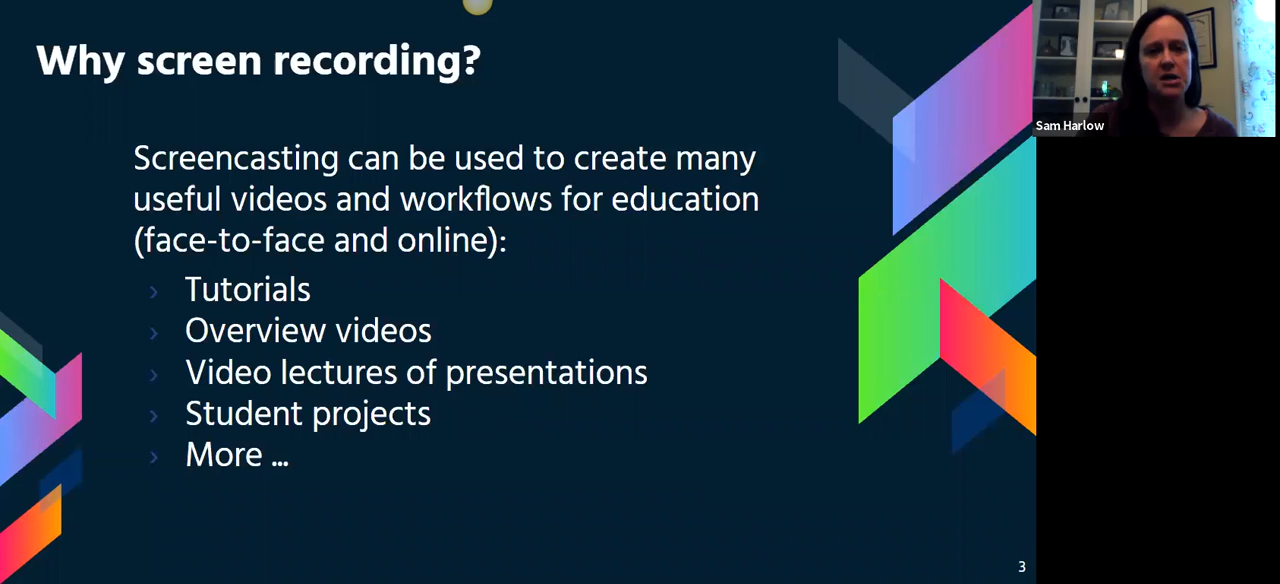 Why screen recording?
Sam Harlow
Screencasting can be used to create many
useful videos and workflows for education
(face-to-face and online):
› Tutorials
› Overview videos
› Video lectures of presentations
› Student projects
› More ...
3